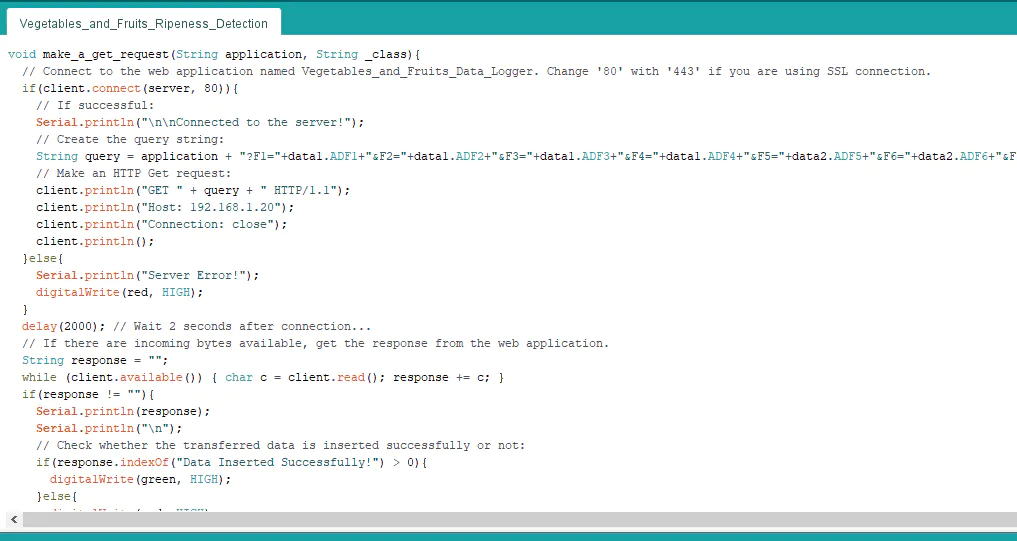 Vegetables_and_Fruits_Ripeness_Detection
void make_a_get_request(String application, String _class){
// Connect to the web application named Vegetables_and_Fruits_Data_Logger. Change '80' with '443' if you are using SSL connection.
if(client.connect(server, 80)){
// If successful:
Serial.println("\n\nConnected to the server!");
// Create the query string:
String query = application + "?F1="+data1.ADF1+"&F2="+data1.ADF2+"&F3="+data1.ADF3+"&F4="+data1.ADF4+"&F5="+data2.ADF5+"&F6="+data2.ADF6+"&F
// Make an HTTP Get request:
client.println("GET " + query + " HTTP/1.1");
client.println("Host: 192.168.1.20");
client.println("Connection: close");
client.println();
}else{
Serial.println("Server Error!");
digitalWrite(red, HIGH);
}
delay(2000); // Wait 2 seconds after connection...
// If there are incoming bytes available, get the response from the web application.
String response = "";
while (client.available()) { char c = client.read(); response += c; }
if(response != ""){
Serial.println(response);
Serial.println("\n");
// Check whether the transferred data is inserted successfully or not:
if(response.indexOf("Data Inserted Successfully!") > 0){
digitalWrite(green, HIGH);
}else{